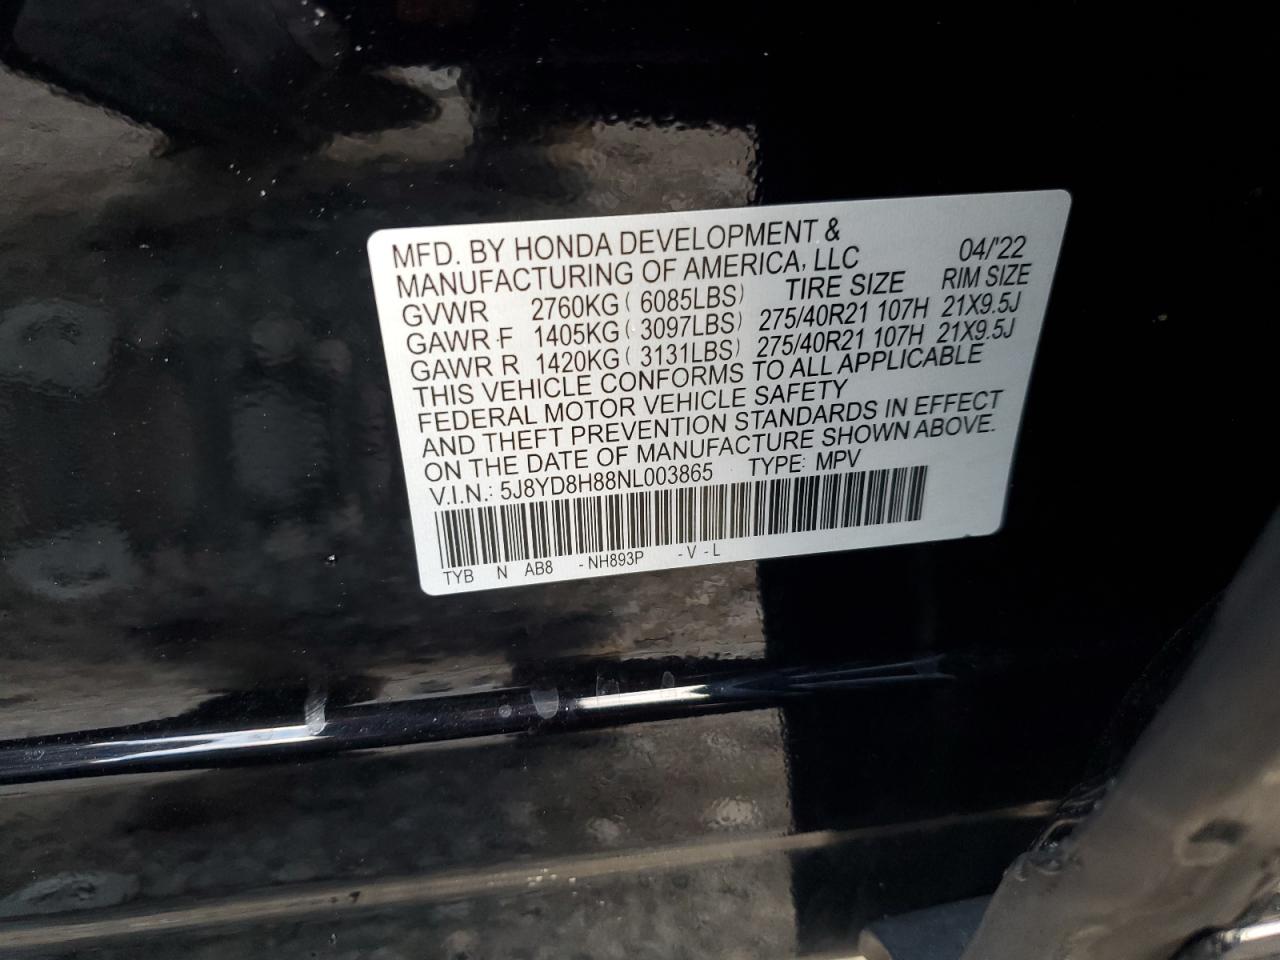 MFD. BY HONDA DEVELOPMENT & 04/'22
MANUFACTURING OF AMERICA, LLC RIM SIZE
TIRE SIZE
GVWR 2760KG ( 6085LBS)
GAWR F 1405KG ( 3097LBS) 275/40R21 107H 21X9.5J
GAWR R 1420KG ( 3131LBS) 275/40R21 107H 21X9.5J
THIS VEHICLE CONFORMS TO ALL APPLICABLE
FEDERAL MOTOR VEHICLE SAFETY
AND THEFT PREVENTION STANDARDS IN EFFECT
ON THE DATE OF MANUFACTURE SHOWN ABOVE.
V.I.N.: 5J8YD8H88NL003865 TYPE: MPV
TYB N AB8 -NH893P -V -L